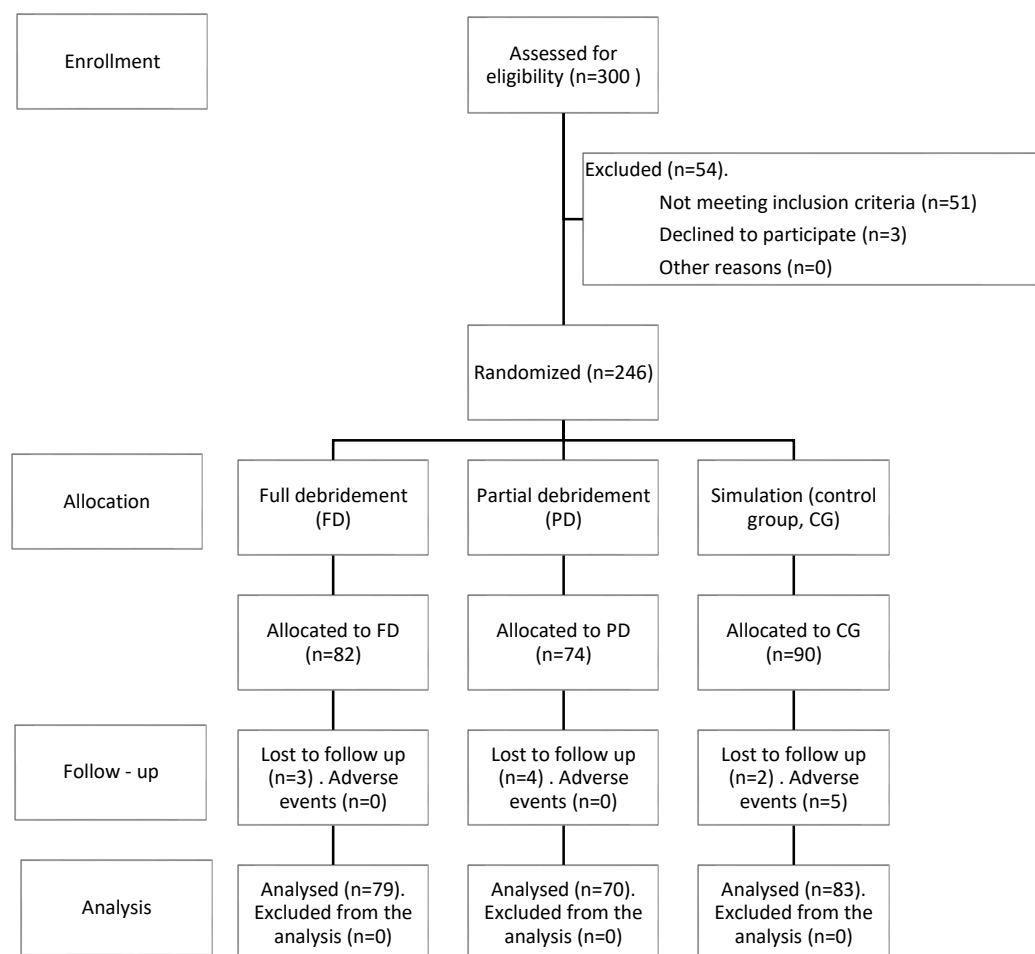 Enrollment
Assessed for
eligibility (n=300 )
Excluded (n=54).
Not meeting inclusion criteria (n=51)
Declined to participate (n=3)
Other reasons (n=0)
Randomized (n=246)
Allocation
Full debridement
(FD)
Partial debridement
(PD)
Simulation (control
group, CG)
Allocated to FD
(n=82)
Allocated to PD
(n=74)
Allocated to CG
(n=90)
Follow - up
Lost to follow up
(n=3) . Adverse
events (n=0)
Lost to follow up
(n=4) . Adverse
events (n=0)
Lost to follow up
(n=2) . Adverse
events (n=5)
Analysis
Analysed (n=79).
Excluded from the
analysis (n=0)
Analysed (n=70).
Excluded from the
analysis (n=0)
Analysed (n=83).
Excluded from the
analysis (n=0)